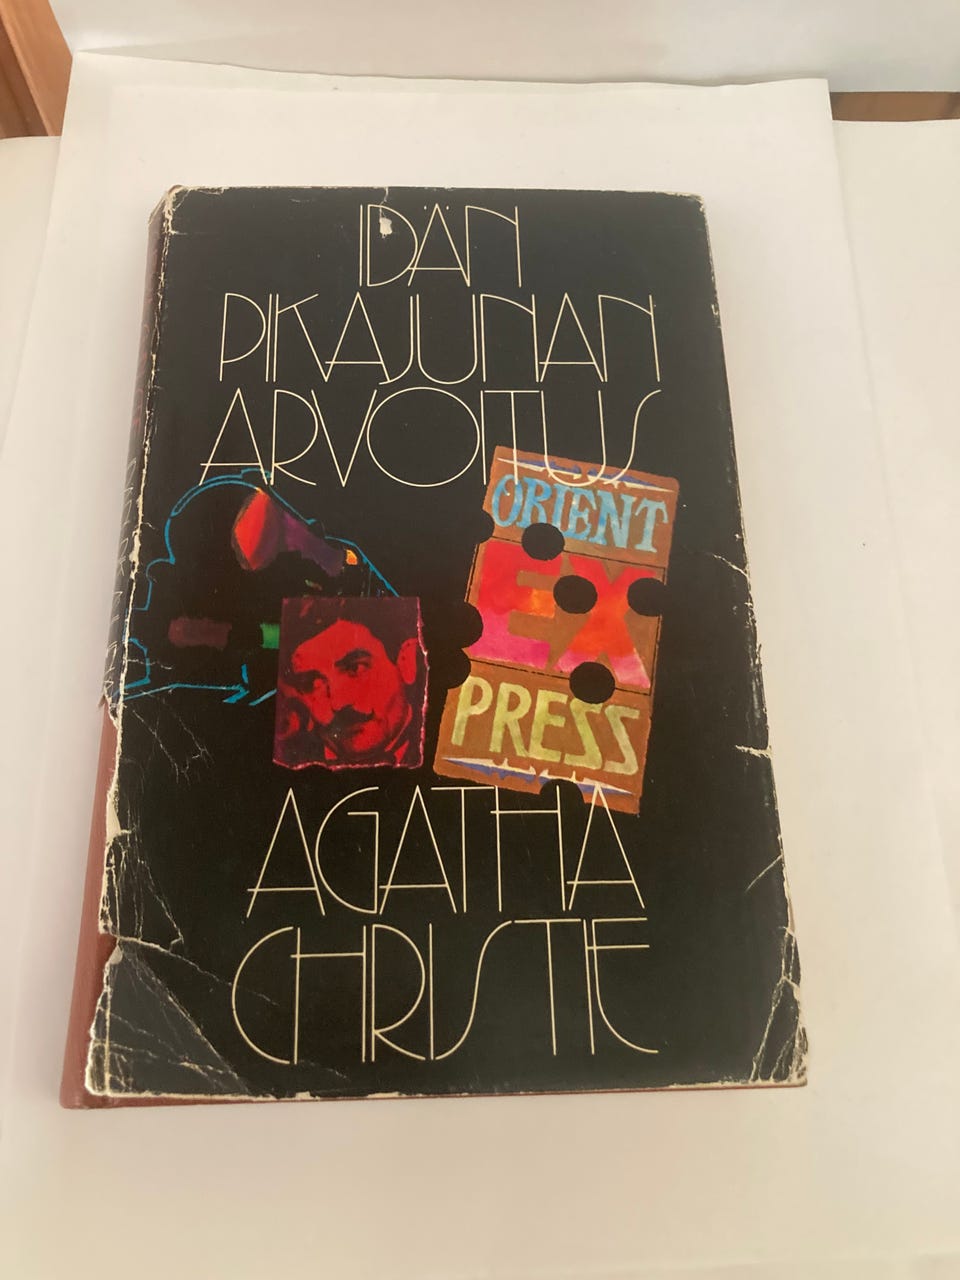 IDÄN
PIKAJUNAN
ARVOITUS
ORIENT
EX
PRESS
AGATHA
CHRISTIE